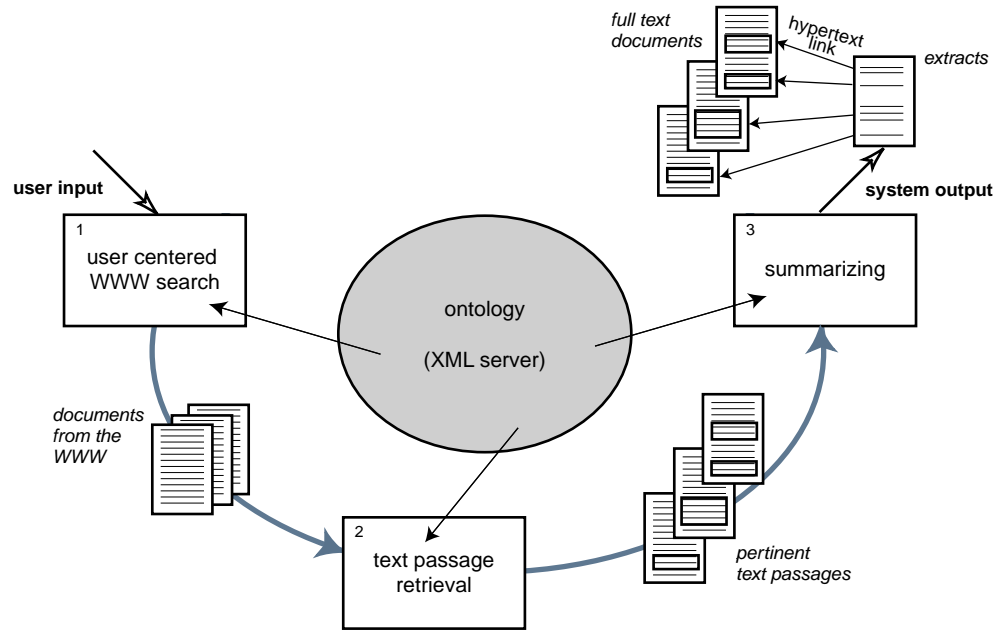 full text
documents
hypertext
link
extracts
user input
system output
1
user centered
WWW search
ontology
(XML server)
3
summarizing
documents
from the
WWW
2
text passage
retrieval
pertinent
text passages